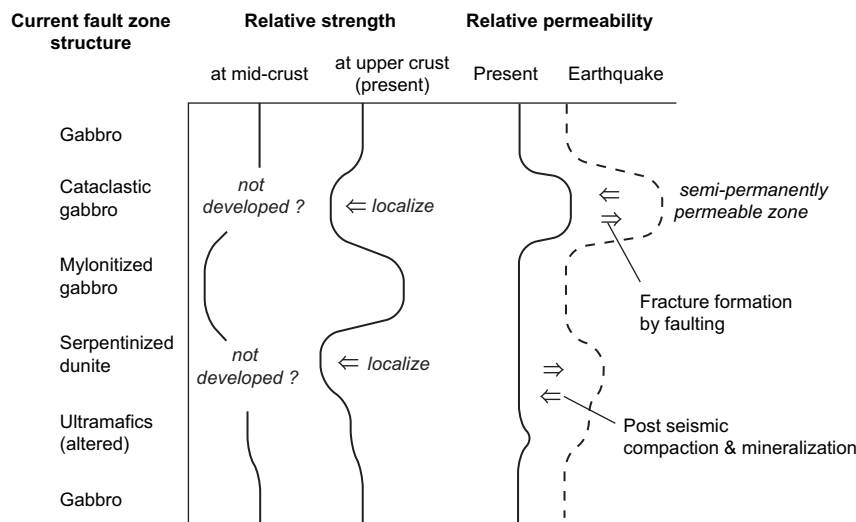 Current fault zone
structure
Relative strength
Relative permeability
at mid-crust
at upper crust
(present)
Present
Earthquake
Gabbro
Cataclastic
gabbro
not
developed ?
⇐ localize
⇐
⇒
semi-permanently
permeable zone
Mylonitized
gabbro
Fracture formation
by faulting
Serpentinized
dunite
not
developed ?
⇐ localize
⇒
⇐
Ultramafics
(altered)
Post seismic
compaction & mineralization
Gabbro